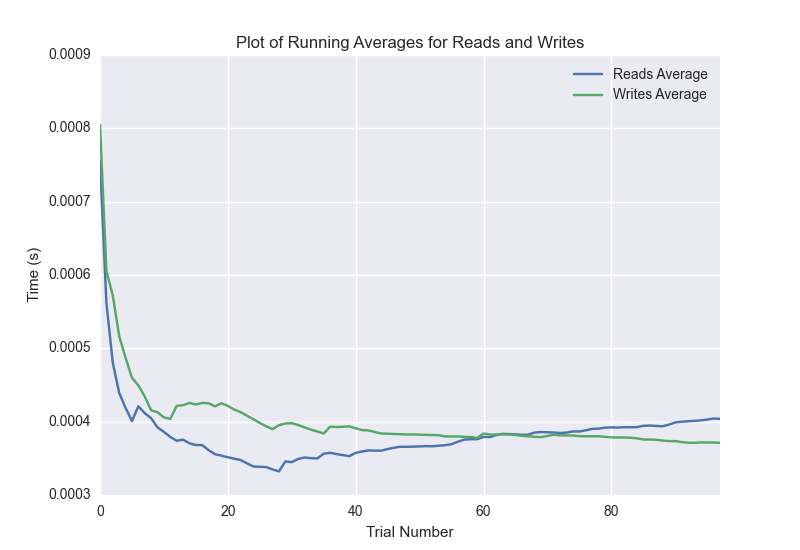 Plot of Running Averages for Reads and Writes
0.0009
0.0008
0.0007
0.0006
0.0005
0.0004
0.0003
Time (s)
Reads Average
Writes Average
0 20 40 60 80
Trial Number